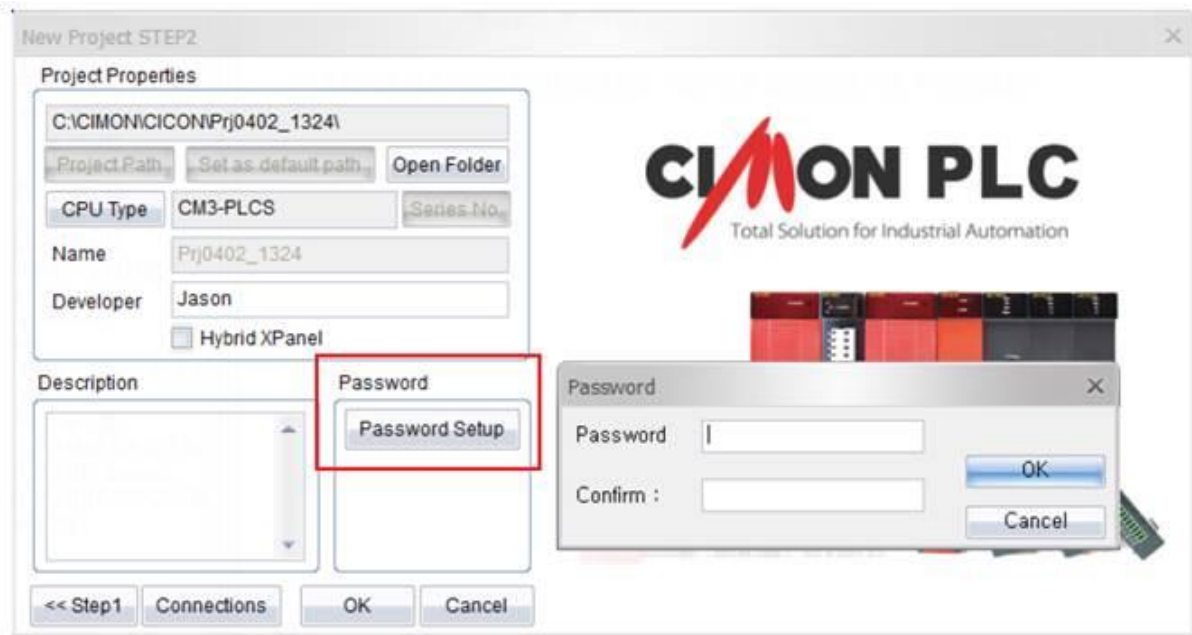 New Project STEP2
Project Properties
C:\CIMON\CICON\Prj0402_1324\
Project Path Set as default path Open Folder
CPU Type CM3-PLCS Series No.
Name Prj0402_1324
Developer Jason
Hybrid XPanel
Description
Password
Password Setup
<< Step1 Connections OK Cancel
CIMON PLC
Total Solution for Industrial Automation
Password
Password
Confirm :
OK
Cancel